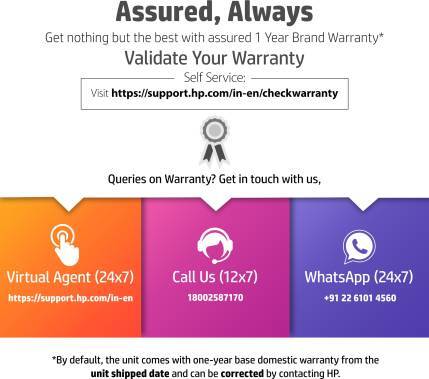 Assured, Always
Get nothing but the best with assured 1 Year Brand Warranty*
Validate Your Warranty
Self Service:
Visit https://support.hp.com/in-en/checkwarranty
Queries on Warranty? Get in touch with us,
Virtual Agent (24x7)
https://support.hp.com/in-en
Call Us (12x7)
18002587170
WhatsApp (24x7)
+91 22 6101 4560
*By default, the unit comes with one-year base domestic warranty from the
unit shipped date and can be corrected by contacting HP.